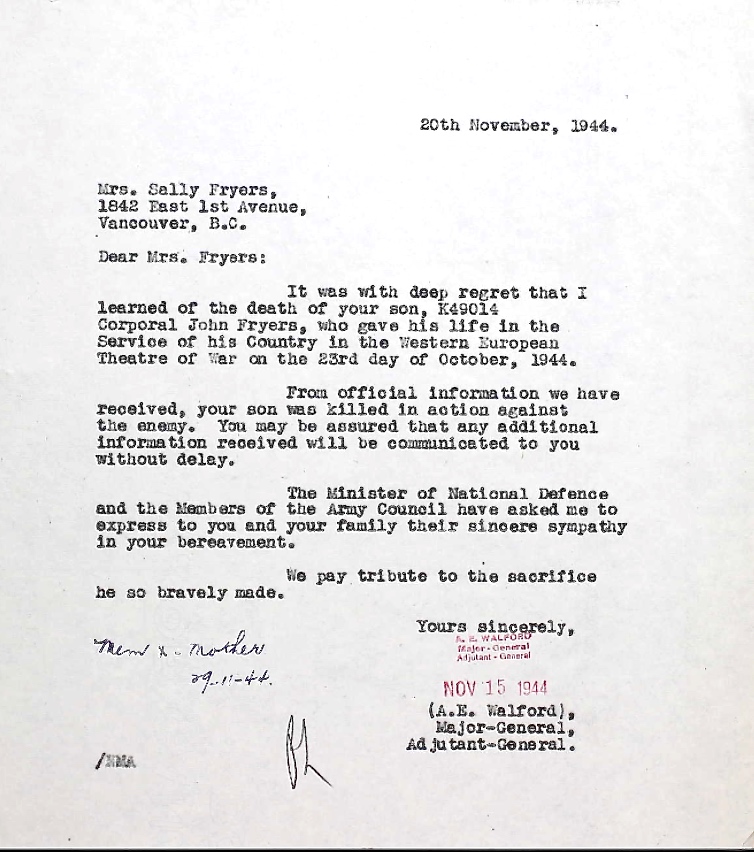 20th November, 1944.
Mrs. Sally Fryers,
1842 East 1st Avenue,
Vancouver, B.C.
Dear Mrs. Fryers:
It was with deep regret that I
learned of the death of your son, K49014
Corporal John Fryers, who gave his life in the
Service of his Country in the Western European
Theatre of War on the 23rd day of October, 1944.
From official information we have
received, your son was killed in action against
the enemy. You may be assured that any additional
information received will be communicated to you
without delay.
The Minister of National Defence
and the Members of the Army Council have asked me to
express to you and your family their sincere sympathy
in your bereavement.
We pay tribute to the sacrifice
he so bravely made.
Yours sincerely,
A. E. WALFORD
Major-General
Adjutant-General
Mem X - Mother
29-11-44.
NOV 15 1944
(A.E. Walford),
Major-General,
Adjutant-General.